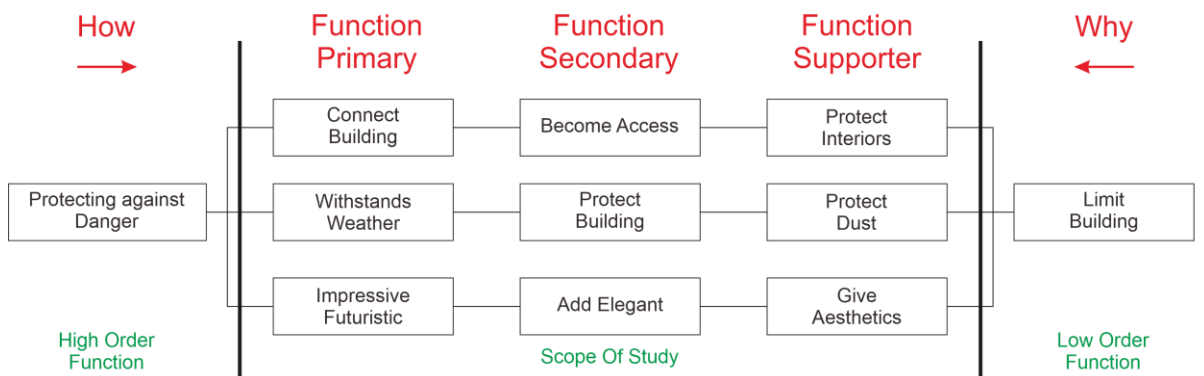 How
Function
Primary
Function
Secondary
Function
Supporter
Why
Connect
Building
Become Access
Protect
Interiors
Protecting against
Danger
Withstands
Weather
Protect
Building
Protect
Dust
Limit
Building
Impressive
Futuristic
Add Elegant
Give
Aesthetics
High Order
Function
Scope Of Study
Low Order
Function